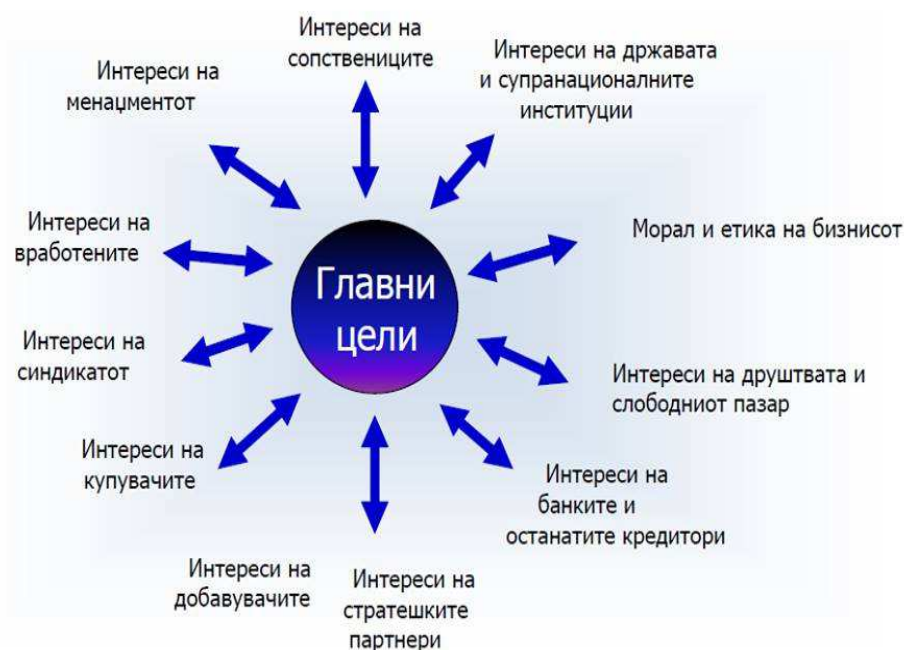 Интереси на
сопствениците
Интереси на државата
и супранационалните
институции
Интереси на
менаџментот
Интереси на
вработените
Морал и етика на бизнисот
Главни
цели
Интереси на
синдикатот
Интереси на друштвата и
слободниот пазар
Интереси на
купувачите
Интереси на
банките и
останатите кредитори
Интереси на
добавувачите
Интереси на
стратешките
партнери